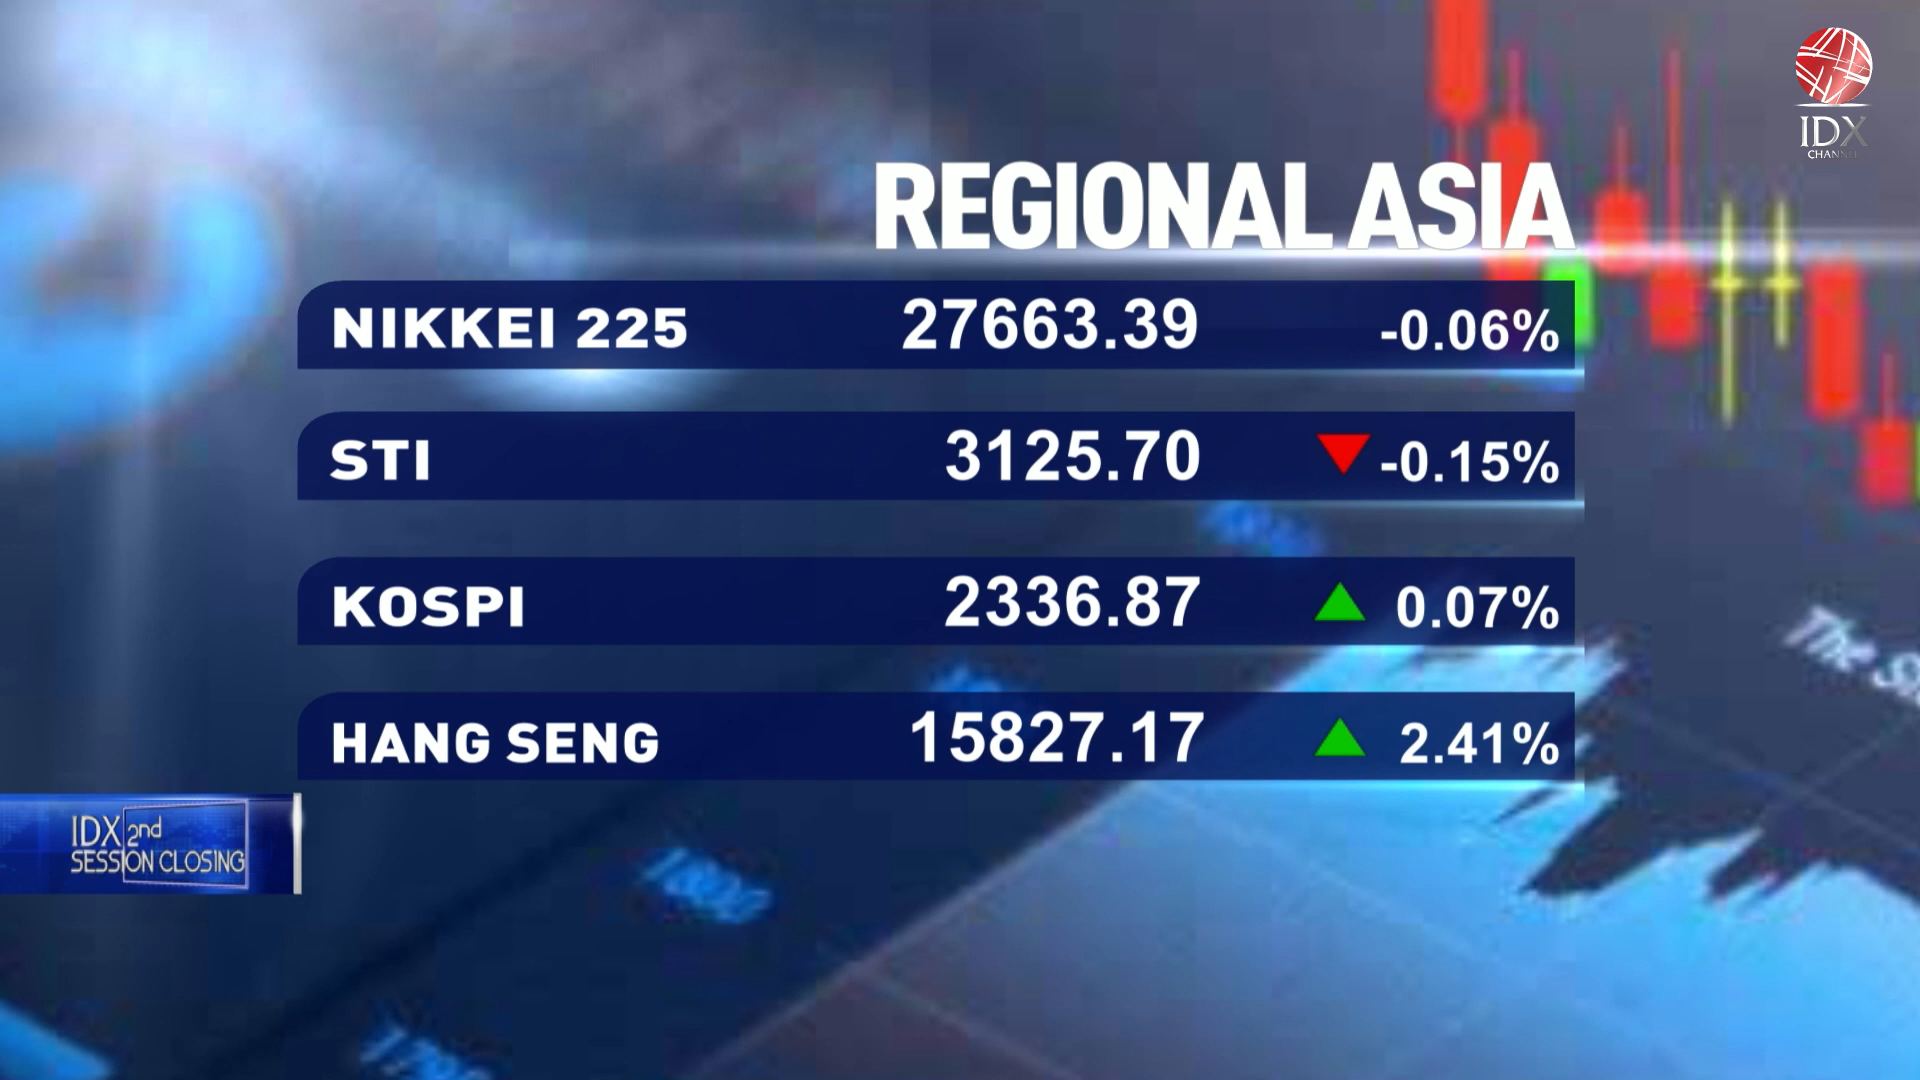 IDX
CHANNEL
REGIONAL ASIA
NIKKEI 225 27663.39 -0.06%
STI 3125.70 -0.15%
KOSPI 2336.87 0.07%
HANG SENG 15827.17 2.41%
The
IDX 2nd
SESSION CLOSING